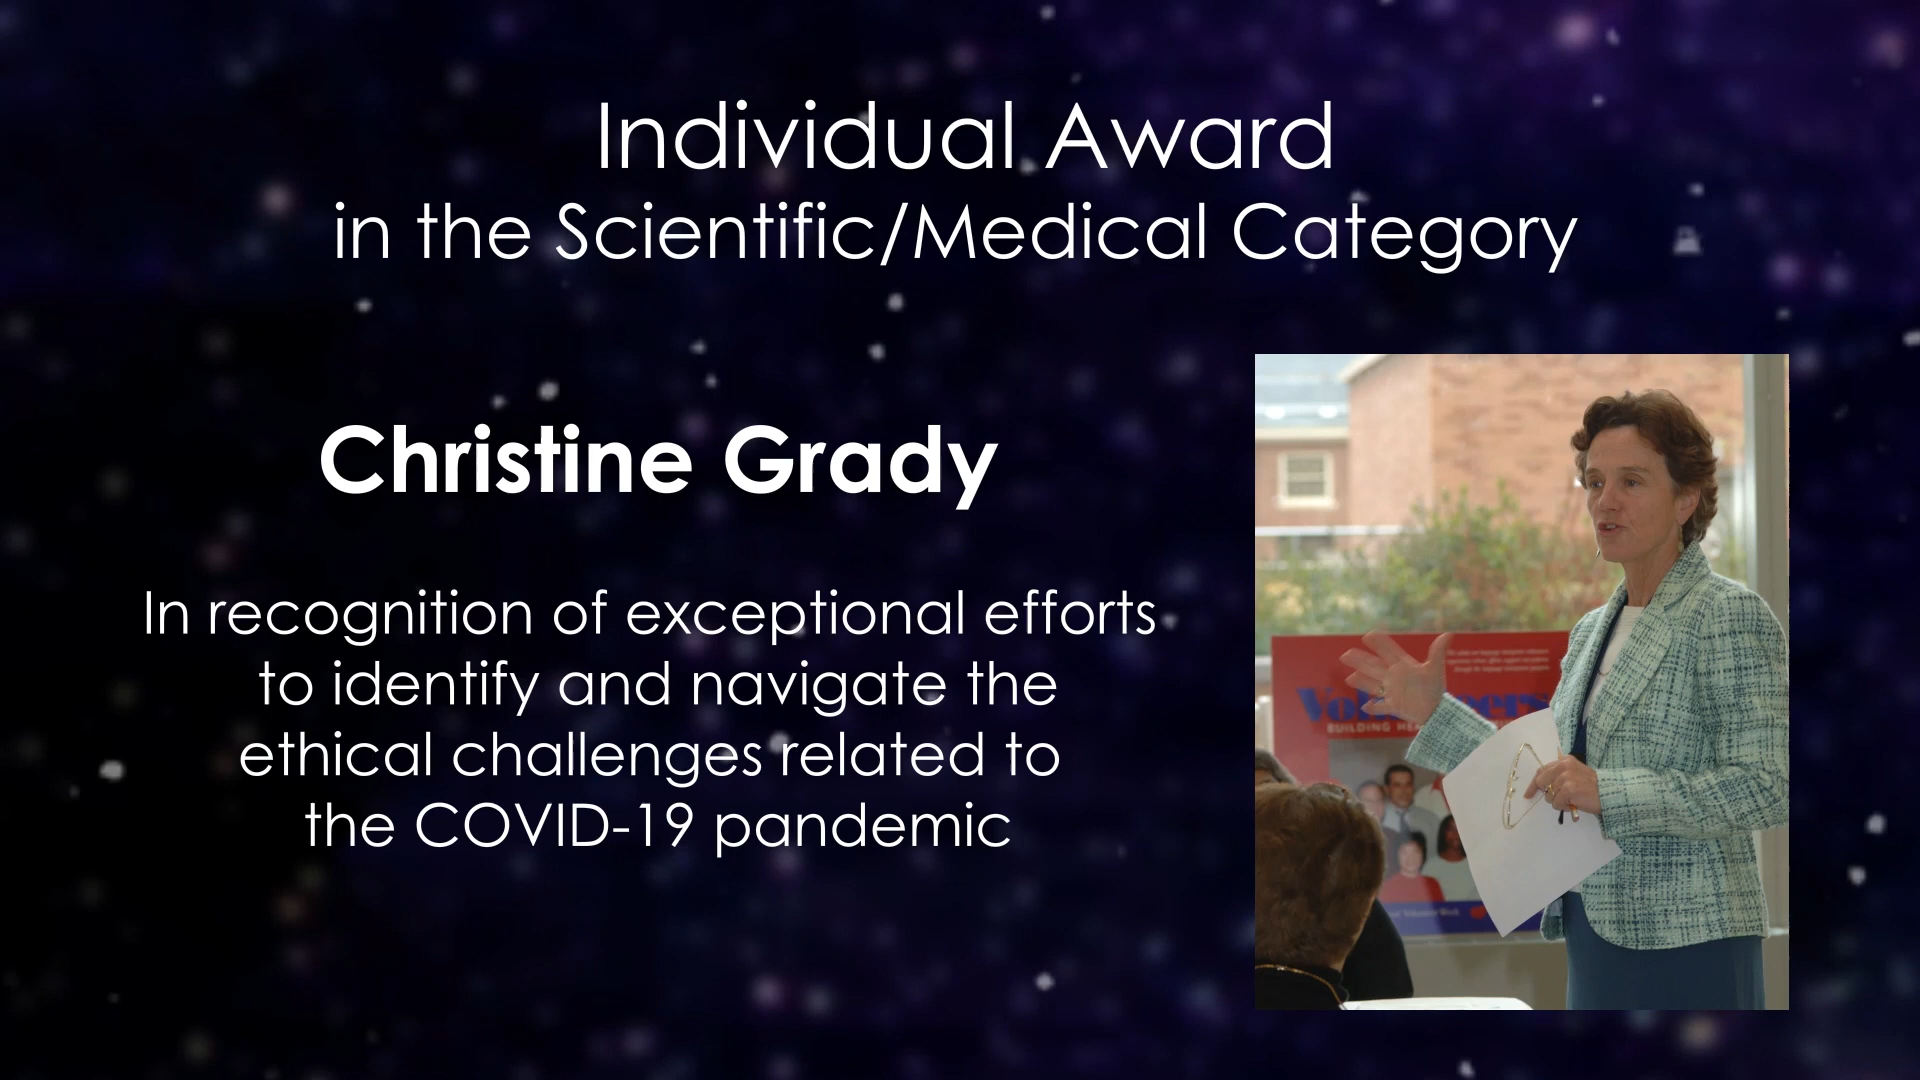 Individual Award
in the Scientific/Medical Category
Christine Grady
In recognition of exceptional efforts
to identify and navigate the
ethical challenges related to
the COVID-19 pandemic
BUILDING